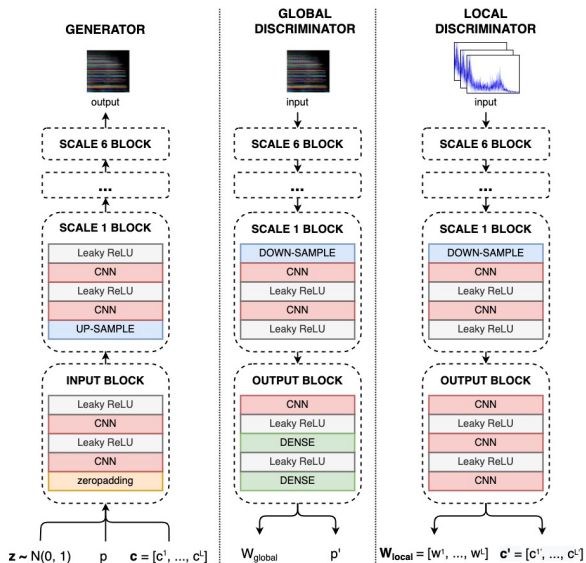 GENERATOR
output
SCALE 6 BLOCK
...
SCALE 1 BLOCK
Leaky ReLU
CNN
Leaky ReLU
CNN
UP-SAMPLE
INPUT BLOCK
Leaky ReLU
CNN
Leaky ReLU
CNN
zeropadding
z ~ N(0, 1)
p
c = [c¹, ..., cᴸ]
GLOBAL
DISCRIMINATOR
input
SCALE 6 BLOCK
...
SCALE 1 BLOCK
DOWN-SAMPLE
CNN
Leaky ReLU
CNN
Leaky ReLU
OUTPUT BLOCK
CNN
Leaky ReLU
DENSE
Leaky ReLU
DENSE
W_global
p'
LOCAL
DISCRIMINATOR
input
SCALE 6 BLOCK
...
SCALE 1 BLOCK
DOWN-SAMPLE
CNN
Leaky ReLU
CNN
Leaky ReLU
OUTPUT BLOCK
CNN
Leaky ReLU
CNN
Leaky ReLU
CNN
W_local = [w¹, ..., wᴸ]
c' = [c¹', ..., cᴸ']